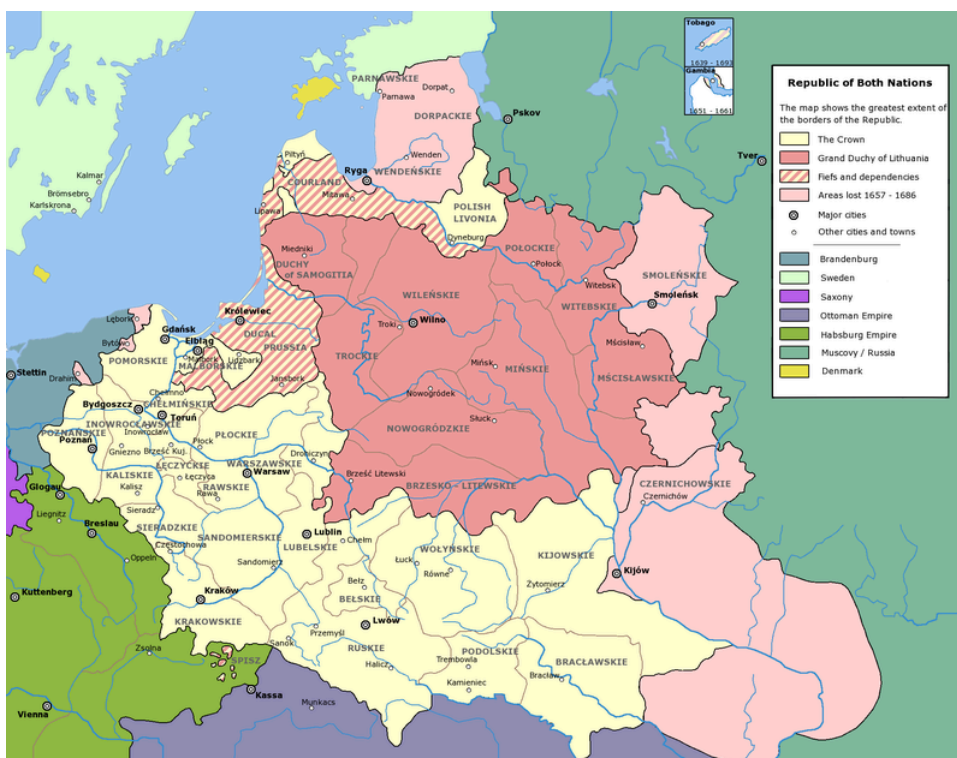 Tobago
1639 - 1693
Gambia
1651 - 1661
Republic of Both Nations
The map shows the greatest extent of
the borders of the Republic.
The Crown
Grand Duchy of Lithuania
Fiefs and dependencies
Areas lost 1657 - 1686
Major cities
Other cities and towns
Brandenburg
Sweden
Saxony
Ottoman Empire
Habsburg Empire
Muscovy / Russia
Denmark
PARNAWSKIE
Dorpat
Parnawa
DORPACKIE
Pskov
Tver
Piltyń
Wenden
Ryga
WENDEŃSKIE
Kalmar
Brömsebro
Karlskrona
COURLAND
Mitawa
Lipawa
POLISH
LIVONIA
Dyneburg
Miedniki
POŁOCKIE
Połock
DUCHY
of SAMOGITIA
SMOLEŃSKIE
Witebsk
WILEŃSKIE
Smoleńsk
WITEBSKIE
Królewiec
Lębork
Gdańsk
Troki
Wilno
DUCAL
PRUSSIA
Bytów
Elbląg
Mścisław
POMORSKIE
Malbork
Lidzbark
MALBORSKIE
TROCKIE
Mińsk
MIŃSKIE
Stettin
Drahim
Jansbork
MŚCISŁAWSKIE
Chełmno
Nowogródek
CHEŁMIŃSKIE
Bydgoszcz
Toruń
Słuck
INOWROCŁAWSKIE
Inowrocław
POZNAŃSKIE
PŁOCKIE
NOWOGRÓDZKIE
Poznań
Płock
Gniezno
Brześć Kuj.
Drohiczyn
ŁĘCZYCKIE
WARSZAWSKIE
Warsaw
Brześć Litewski
KALISKIE
Łęczyca
BRZESKO - LITEWSKIE
CZERNICHOWSKIE
Głogau
Kalisz
RAWSKIE
Rawa
Czernichów
Liegnitz
Sieradz
Breslau
SIERADZKIE
Lublin
SANDOMIERSKIE
Chełm
LUBELSKIE
Częstochowa
WOŁYŃSKIE
KIJOWSKIE
Oppeln
Sandomierz
Łuck
Równe
Kijów
Bełz
Żytomierz
Kuttenberg
Kraków
BEŁSKIE
KRAKOWSKIE
Lwów
Przemyśl
Sanok
Zsolna
RUSKIE
PODOLSKIE
SPISZ
Halicz
Trembowla
BRACŁAWSKIE
Kamieniec
Bracław
Kassa
Munkacs
Vienna